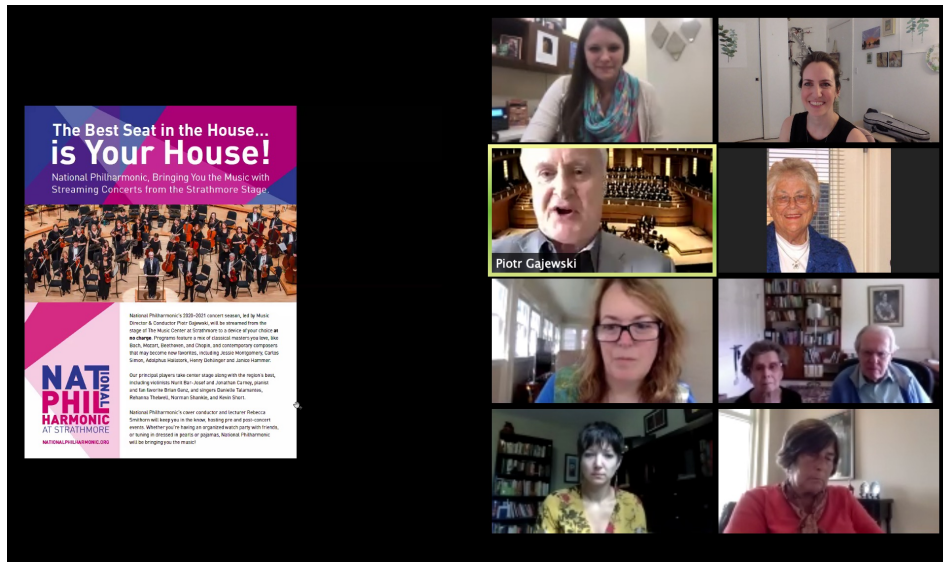 The Best Seat in the House...
is Your House!
National Philharmonic, Bringing You the Music with
Streaming Concerts from the Strathmore Stage.
National Philharmonic's 2020-2021 concert season, led by Music
Director & Conductor Piotr Gajewski, will be streamed from the
stage of The Music Center at Strathmore to a device of your choice at
no charge. Programs feature a mix of classical masters you love, like
Bach, Mozart, Beethoven, and Chopin, and contemporary composers
that may become new favorites, including Jessie Montgomery, Carlos
Simon, Adolphus Hailstork, Henry Dehlinger and Janice Hammer.
Our principal players take center stage along with the region's best,
including violinists Nurit Bar-Josef and Jonathan Carney, pianist
and fan favorite Brian Ganz, and singers Danielle Talamantes,
Rehanna Thelwell, Norman Shankle, and Kevin Short.
National Philharmonic's cover conductor and lecturer Rebecca
Smithorn will keep you in the know, hosting pre and post-concert
events. Whether you're having an organized watch party with friends,
or tuning in dressed in pearls or pajamas, National Philharmonic
will be bringing you the music!
NATIONAL
PHIL
HARMONIC
AT STRATHMORE
NATIONALPHILHARMONIC.ORG
Piotr Gajewski